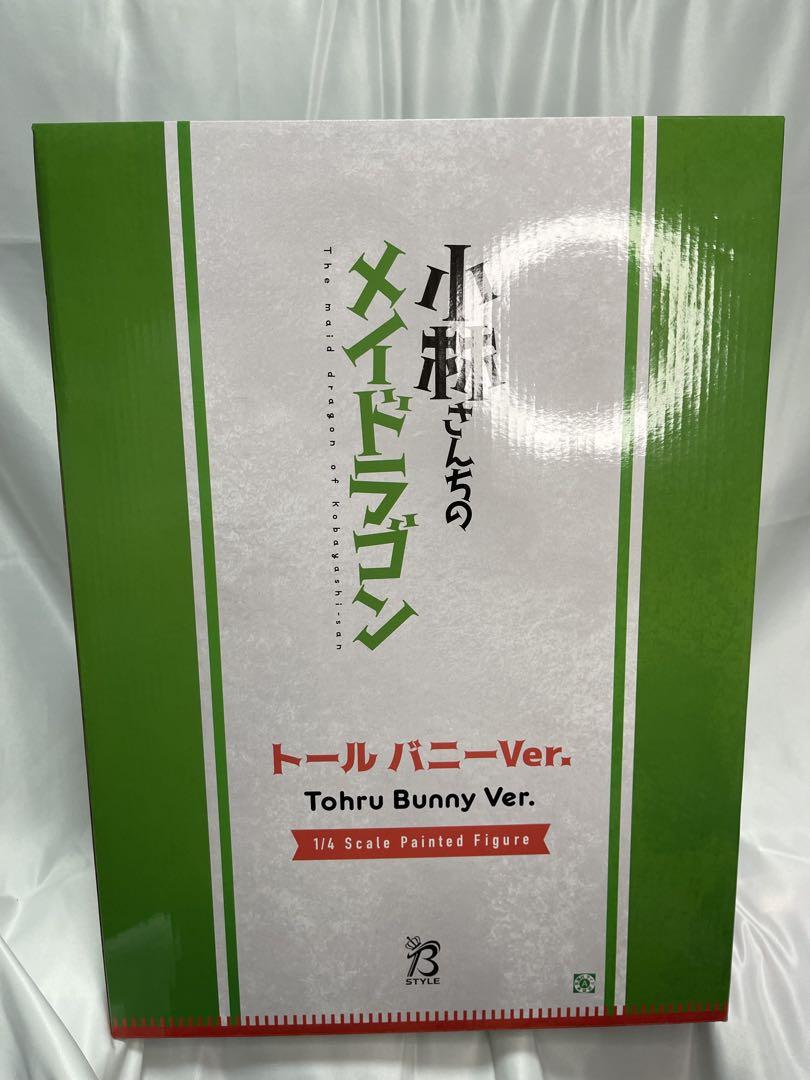 小林さんちの
メイドラゴン
The maid dragon of Kobayashi-san
トール バニーVer.
Tohru Bunny Ver.
1/4 Scale Painted Figure
B
STYLE